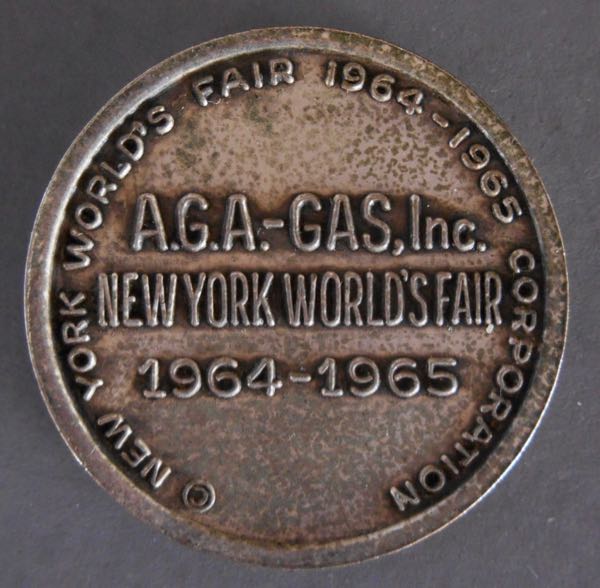 © NEW YORK WORLD'S FAIR 1964-1965 CORPORATION
A.G.A.-GAS, Inc.
NEW YORK WORLD'S FAIR
1964-1965